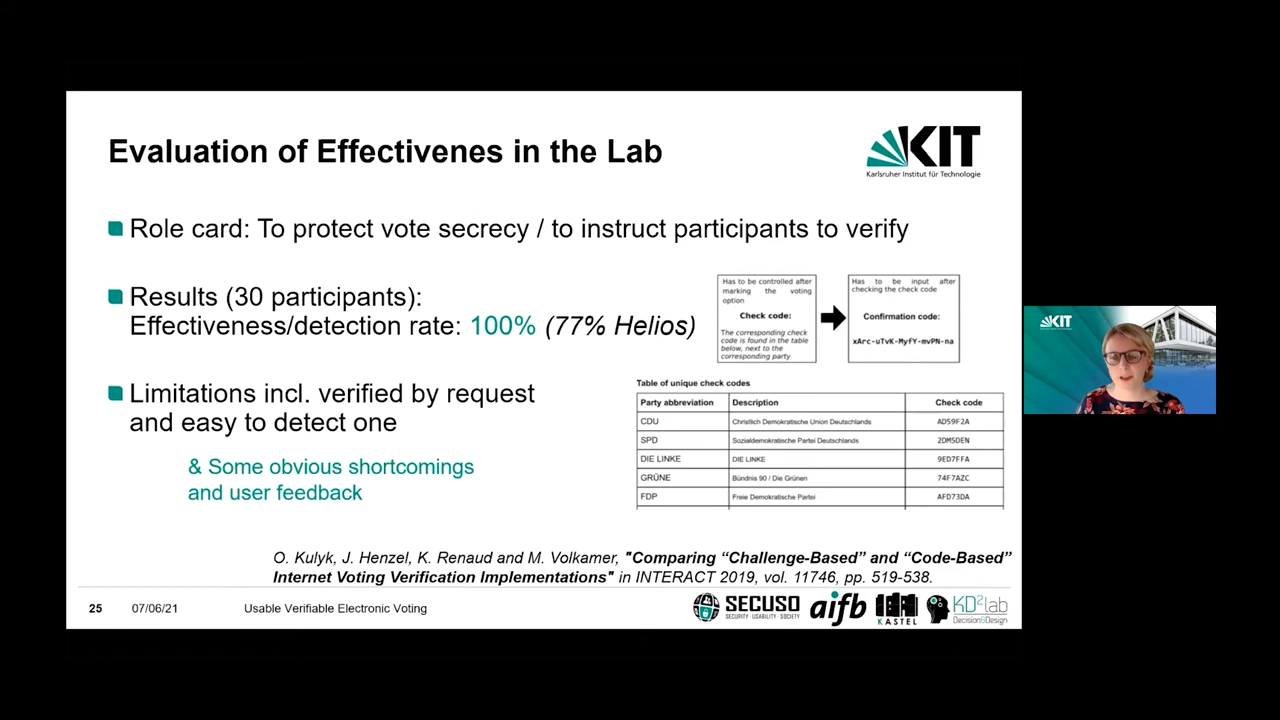 Evaluation of Effectivenes in the Lab
KIT
Karlsruher Institut für Technologie
Role card: To protect vote secrecy / to instruct participants to verify
Results (30 participants):
Effectiveness/detection rate: 100% (77% Helios)
Has to be controlled after
marking the voting
option
Check code:
The corresponding check
code is found in the table
below, next to the
corresponding party
Has to be input after
checking the check code
Confirmation code:
xArc-uTvK-MyfY-mvPN-na
Limitations incl. verified by request
and easy to detect one
& Some obvious shortcomings
and user feedback
Table of unique check codes
Party abbreviation Description Check code
CDU Christlich Demokratische Union Deutschlands AD59F2A
SPD Sozialdemokratische Partei Deutschlands 2DMSDEN
DIE LINKE DIE LINKE 9ED7FFA
GRÜNE Bündnis 90 / Die Grünen 74F7AZC
FDP Freie Demokratische Partei AFD73DA
O. Kulyk, J. Henzel, K. Renaud and M. Volkamer, "Comparing “Challenge-Based” and “Code-Based”
Internet Voting Verification Implementations" in INTERACT 2019, vol. 11746, pp. 519-538.
25 07/06/21 Usable Verifiable Electronic Voting
SECUSO
SECURITY · USABILITY · SOCIETY
aifb
KASTEL
KD²lab
Decision&Design
KIT